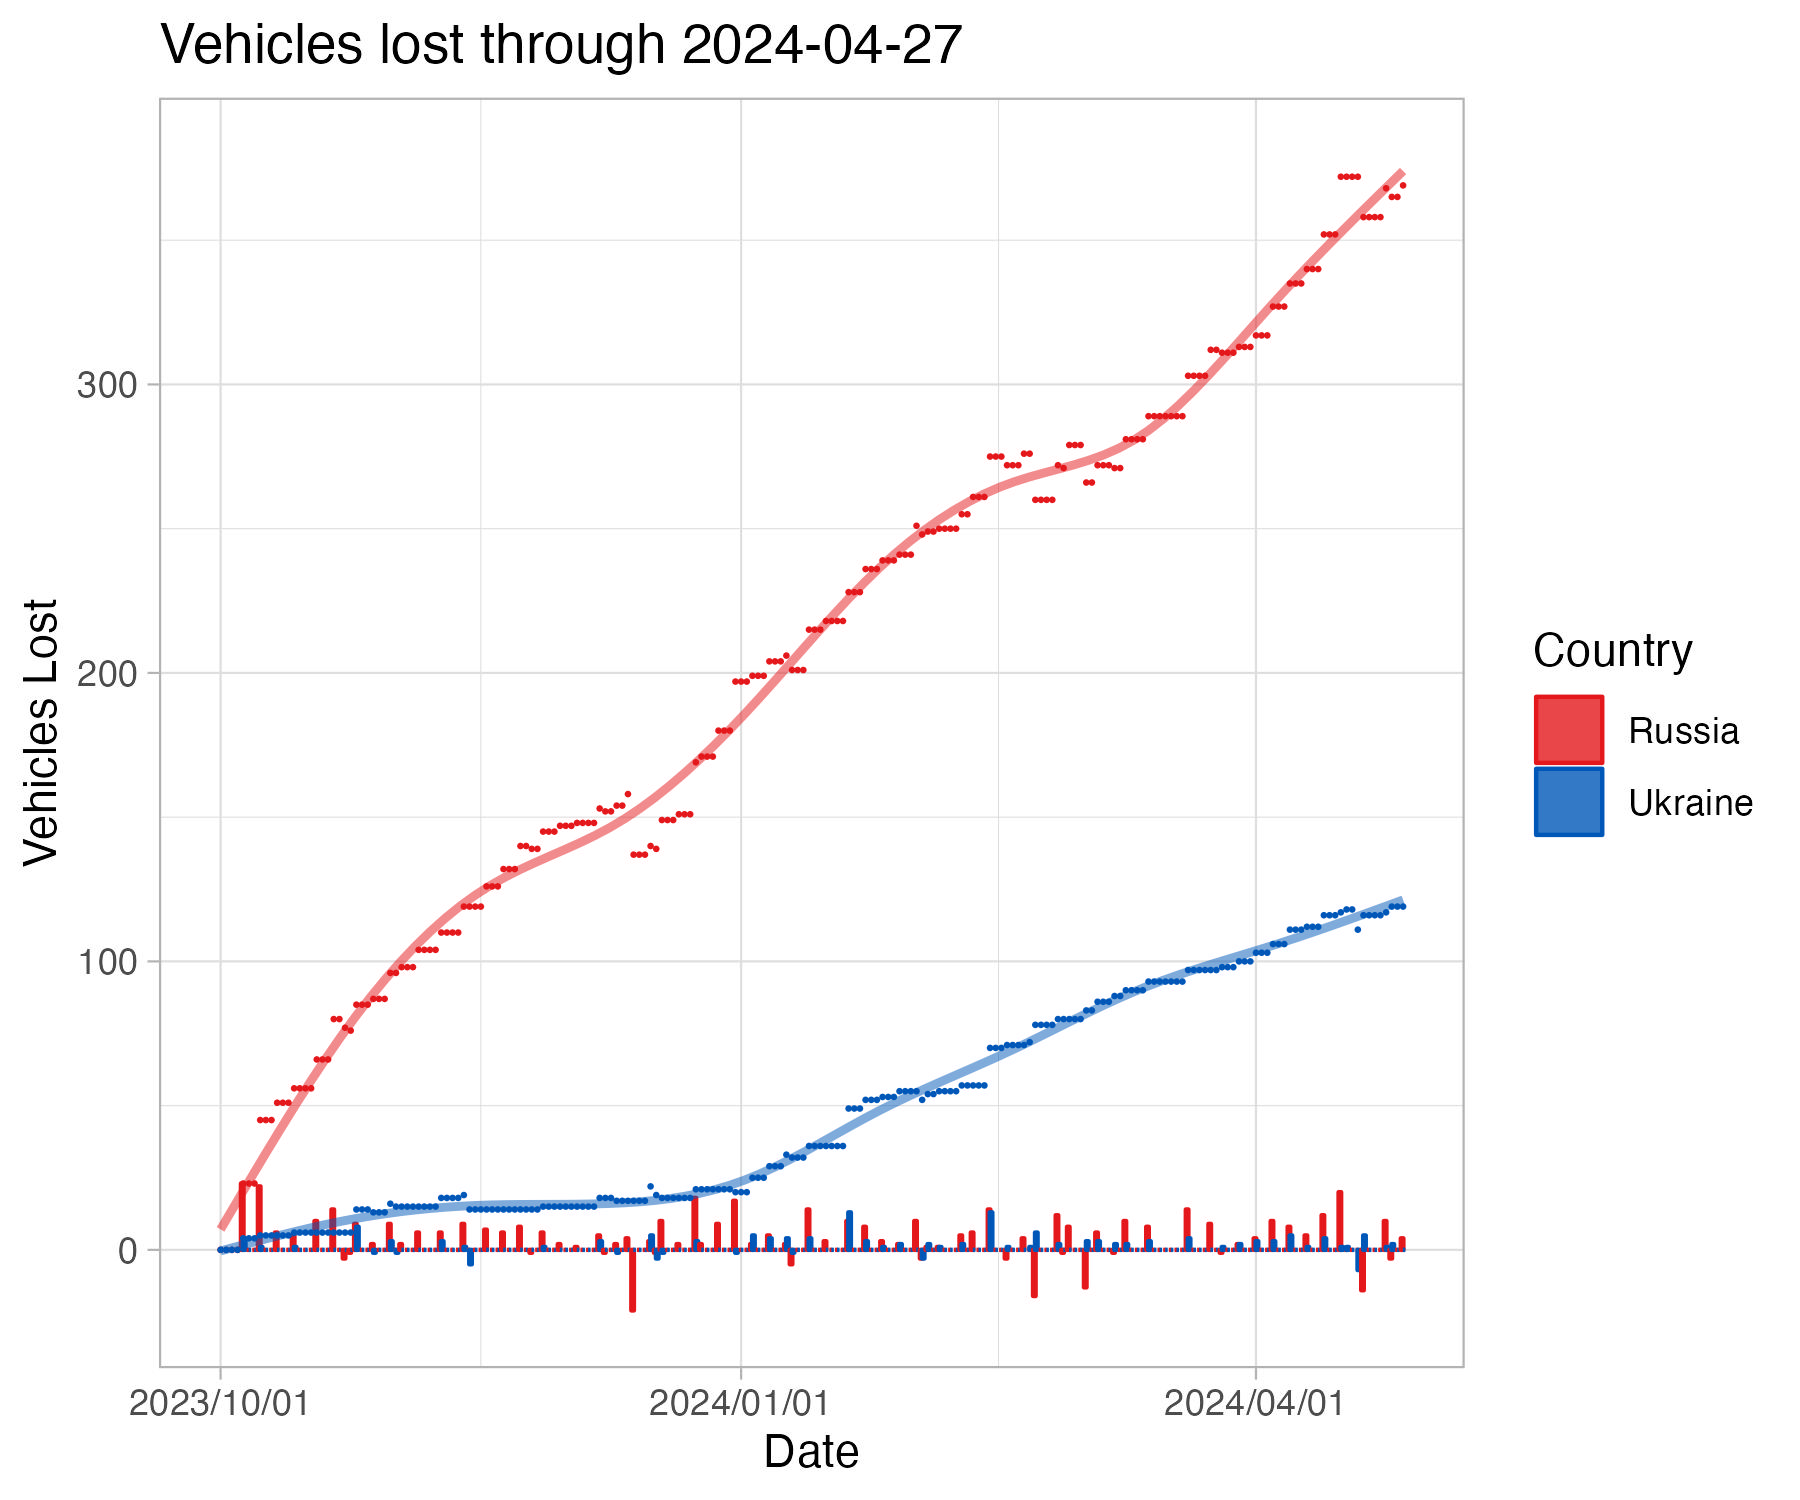 Vehicles lost through 2024-04-27
Vehicles Lost
300
200
100
0
2023/10/01
2024/01/01
2024/04/01
Date
Country
Russia
Ukraine